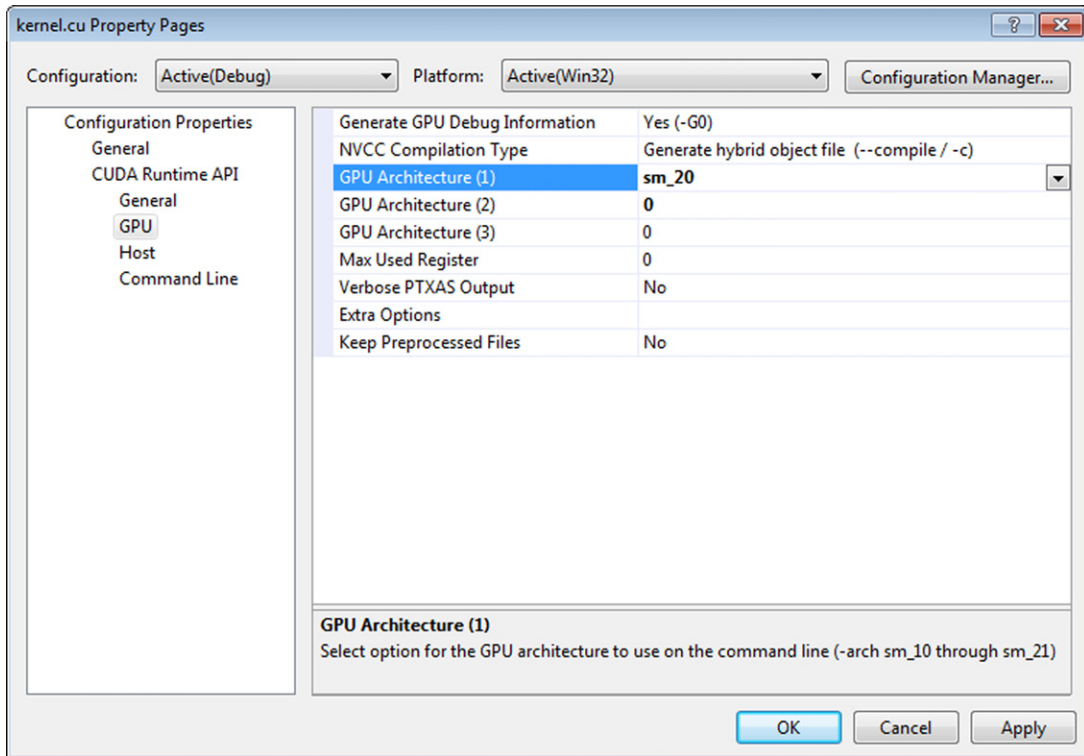 kernel.cu Property Pages
Configuration: Active(Debug) Platform: Active(Win32) Configuration Manager...
Configuration Properties
General
CUDA Runtime API
General
GPU
Host
Command Line
Generate GPU Debug Information Yes (-G0)
NVCC Compilation Type Generate hybrid object file (--compile / -c)
GPU Architecture (1) sm_20
GPU Architecture (2) 0
GPU Architecture (3) 0
Max Used Register 0
Verbose PTXAS Output No
Extra Options
Keep Preprocessed Files No
GPU Architecture (1)
Select option for the GPU architecture to use on the command line (-arch sm_10 through sm_21)
OK Cancel Apply